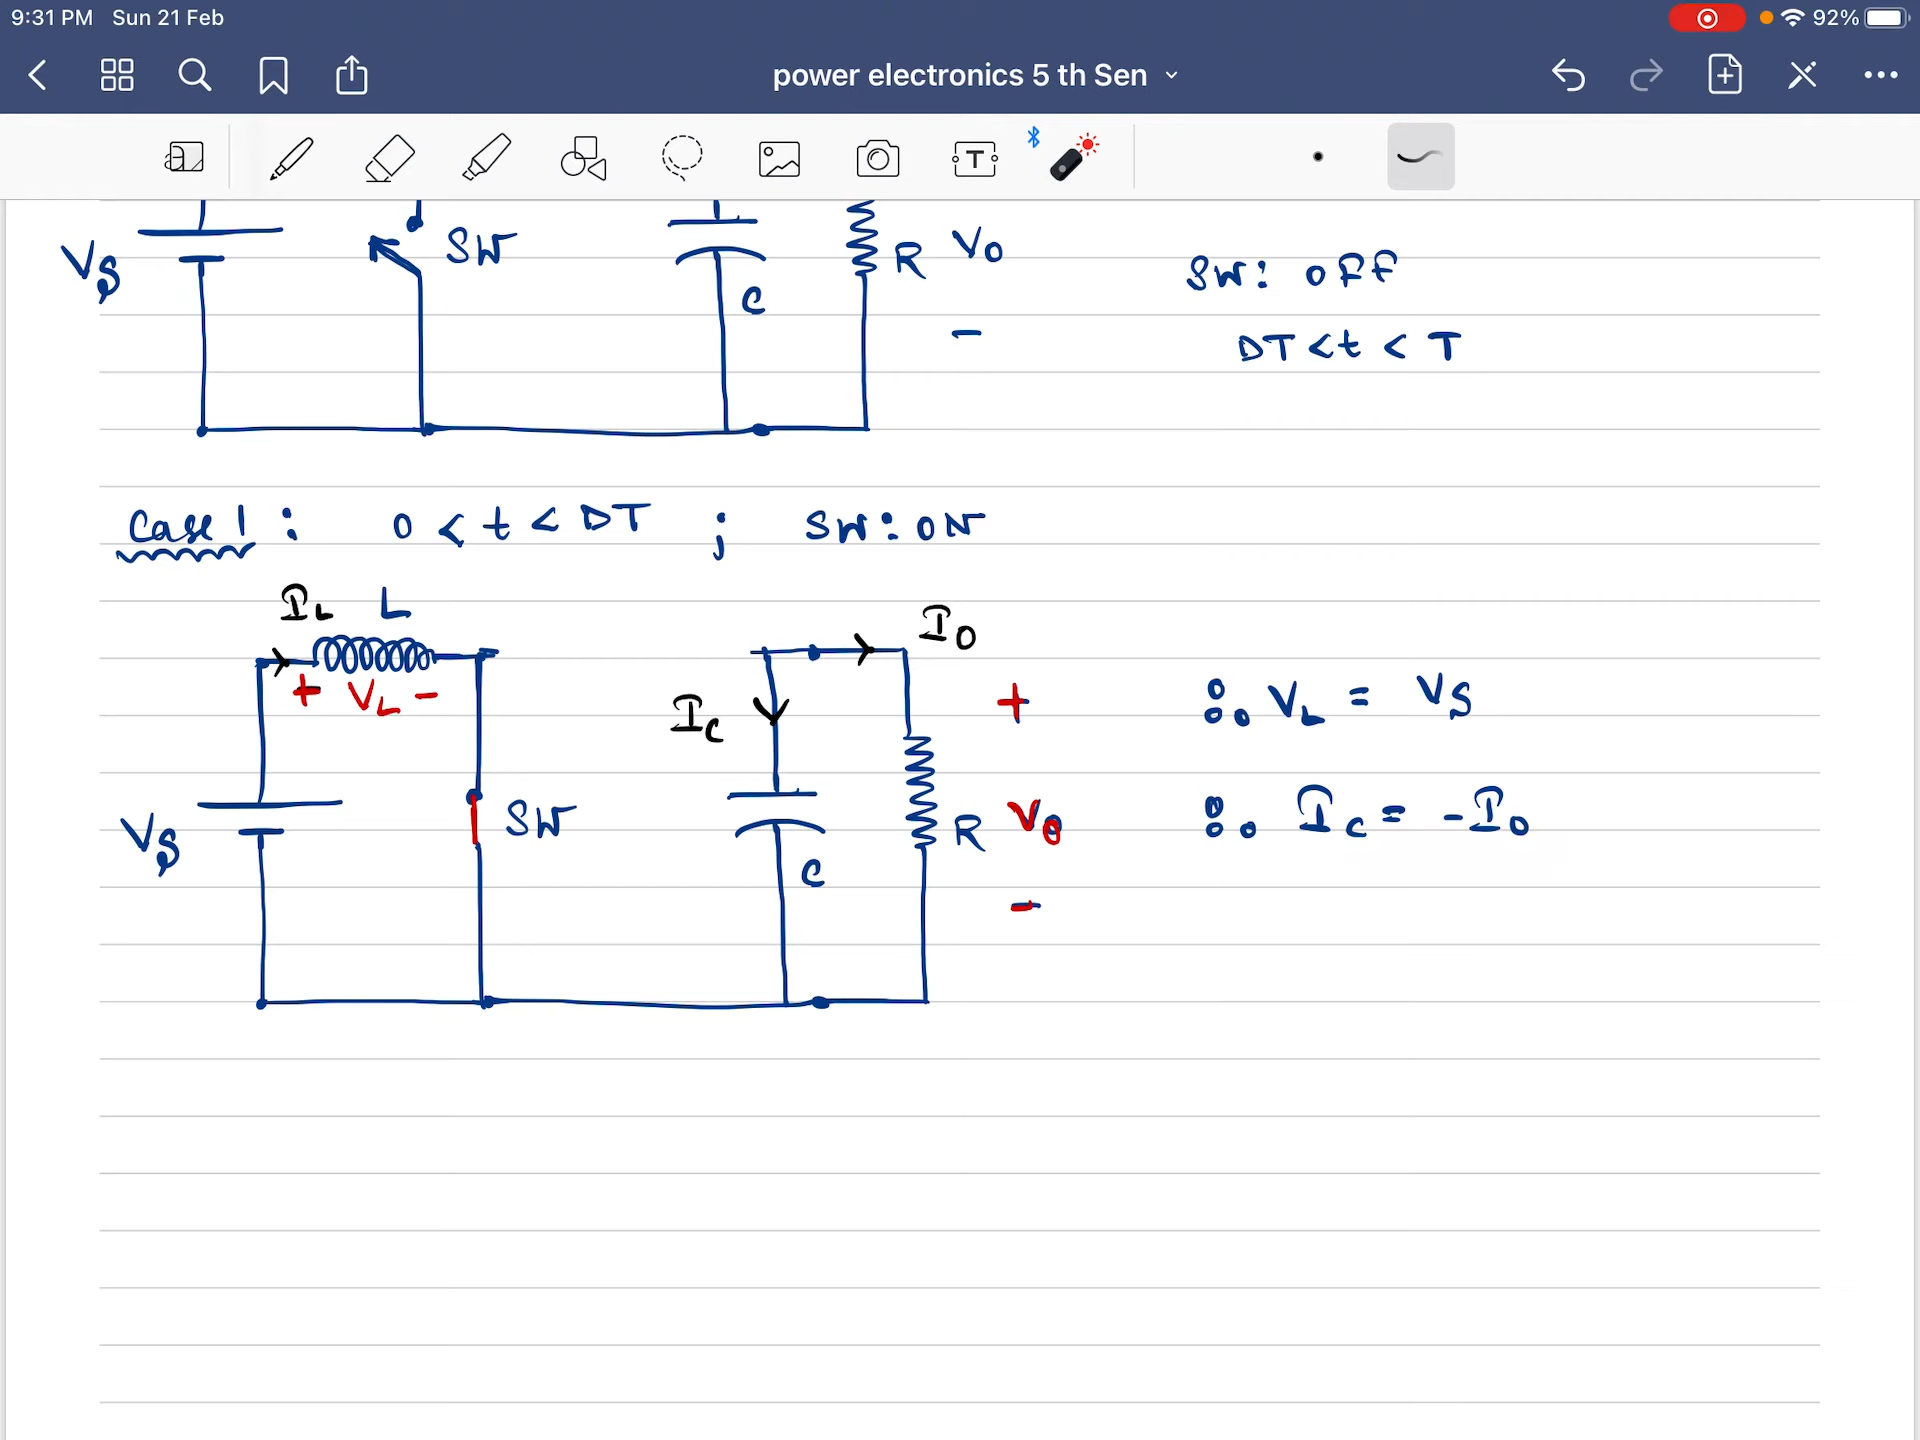 9:31 PM Sun 21 Feb
92%
power electronics 5 th Sen
a
T
VS
SW
C
R
VO
-
SW: OFF
DT < t < T
Case 1 : 0 < t < DT ; SW: ON
IL
L
+ VL -
VS
SW
IC
C
IO
R
+
VO
-
∴ VL = VS
∴ IC = -IO